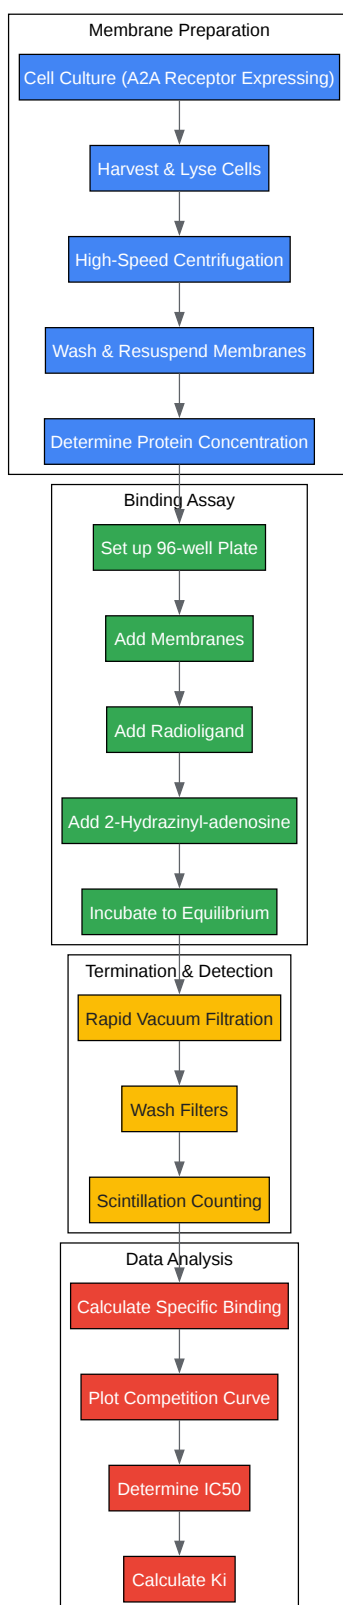 Membrane Preparation
Cell Culture (A2A Receptor Expressing)
Harvest & Lyse Cells
High-Speed Centrifugation
Wash & Resuspend Membranes
Determine Protein Concentration
Binding Assay
Set up 96-well Plate
Add Membranes
Add Radioligand
Add 2-Hydrazinyl-adenosine
Incubate to Equilibrium
Termination & Detection
Rapid Vacuum Filtration
Wash Filters
Scintillation Counting
Data Analysis
Calculate Specific Binding
Plot Competition Curve
Determine IC50
Calculate Ki